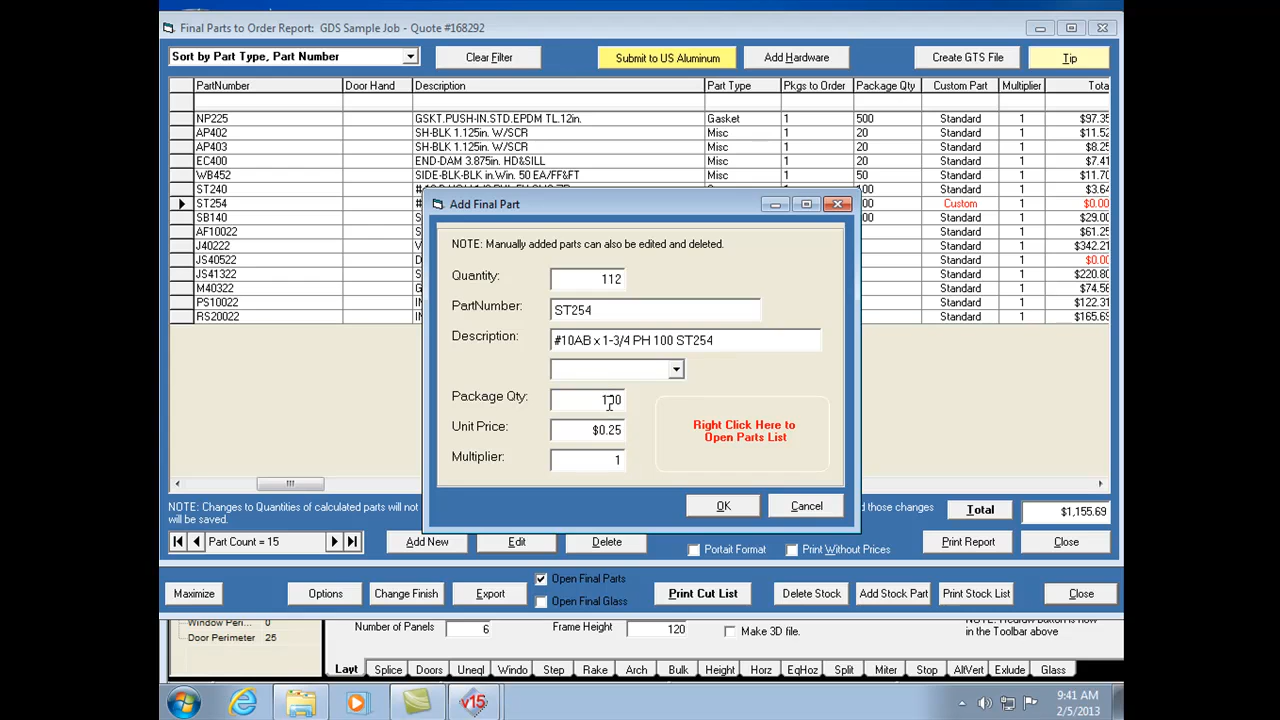 Final Parts to Order Report: GDS Sample Job - Quote #168292
Sort by Part Type, Part Number
Clear Filter
Submit to US Aluminum
Add Hardware
Create GTS File
Tip
PartNumber Door Hand Description Part Type Pkgs to Order Package Qty Custom Part Multiplier Tota
NP225 GSKT.PUSH-IN.STD.EPDM TL.12in. Gasket 1 500 Standard 1 $97.35
AP402 SH-BLK 1.125in. W/SCR Misc 1 20 Standard 1 $11.52
AP403 SH-BLK 1.125in. W/SCR Misc 1 20 Standard 1 $8.25
EC400 END-DAM 3.875in. HD&SILL Misc 1 20 Standard 1 $7.41
WB452 SIDE-BLK-BLK in.Win. 50 EA/FF&FT Misc 1 50 Standard 1 $11.70
ST240 Standard 1 $3.64
ST254 Custom 1 $0.00
SB140 Standard 1 $29.00
AF10022 Standard 1 $61.25
J40222 Standard 1 $342.21
JS40522 Standard 1 $0.00
JS41322 Standard 1 $220.80
M40322 Standard 1 $74.56
PS10022 Standard 1 $122.31
RS20022 Standard 1 $165.69
Add Final Part
NOTE: Manually added parts can also be edited and deleted.
Quantity: 112
PartNumber: ST254
Description: #10AB x 1-3/4 PH 100 ST254
Package Qty: 100
Unit Price: $0.25
Multiplier: 1
Right Click Here to
Open Parts List
OK
Cancel
NOTE: Changes to Quantities of calculated parts will not
those changes
will be saved.
Total
$1,155.69
Part Count = 15
Add New
Edit
Delete
Portait Format
Print Without Prices
Print Report
Close
Maximize
Options
Change Finish
Export
Open Final Parts
Open Final Glass
Print Cut List
Delete Stock
Add Stock Part
Print Stock List
Close
Window Peri... 0
Door Perimeter 25
Number of Panels 6
Frame Height 120
Make 3D file.
in the Toolbar above
Layt Splice Doors Uneql Windo Step Rake Arch Bulk Height Horz EqHoz Split Miter Stop AltVert Exlude Glass
v15
9:41 AM
2/5/2013